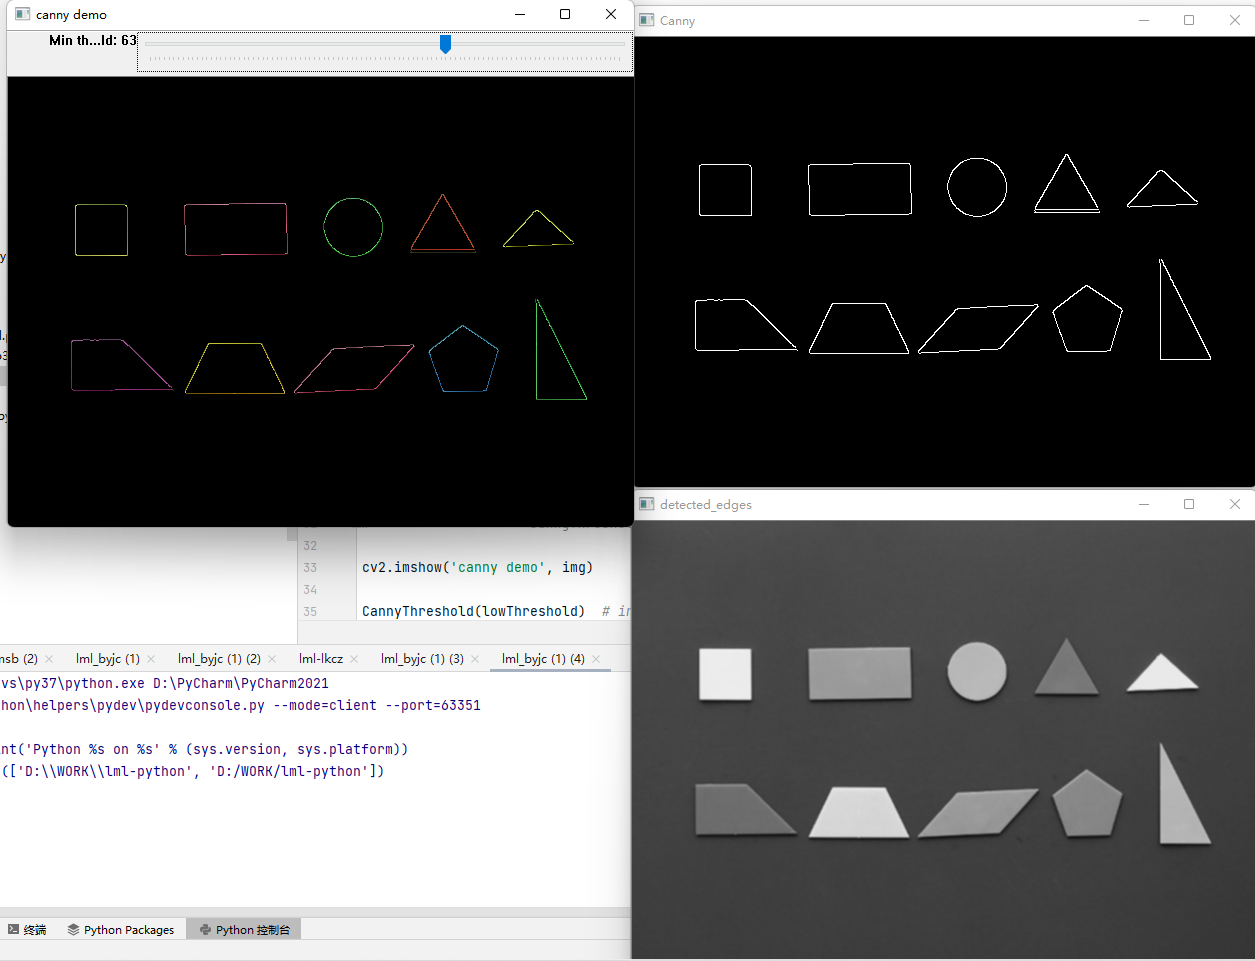 canny demo
Min th...ld: 63
Canny
detected_edges
32
33 cv2.imshow('canny demo', img)
34
35 CannyThreshold(lowThreshold) # in
msb (2) lml_byjc (1) lml_byjc (1) (2) lml-lkcz lml_byjc (1) (3) lml_byjc (1) (4)
vs\py37\python.exe D:\PyCharm\PyCharm2021
hon\helpers\pydev\pydevconsole.py --mode=client --port=63351
nt('Python %s on %s' % (sys.version, sys.platform))
(['D:\\WORK\\lml-python', 'D:/WORK/lml-python'])
终端 Python Packages Python 控制台